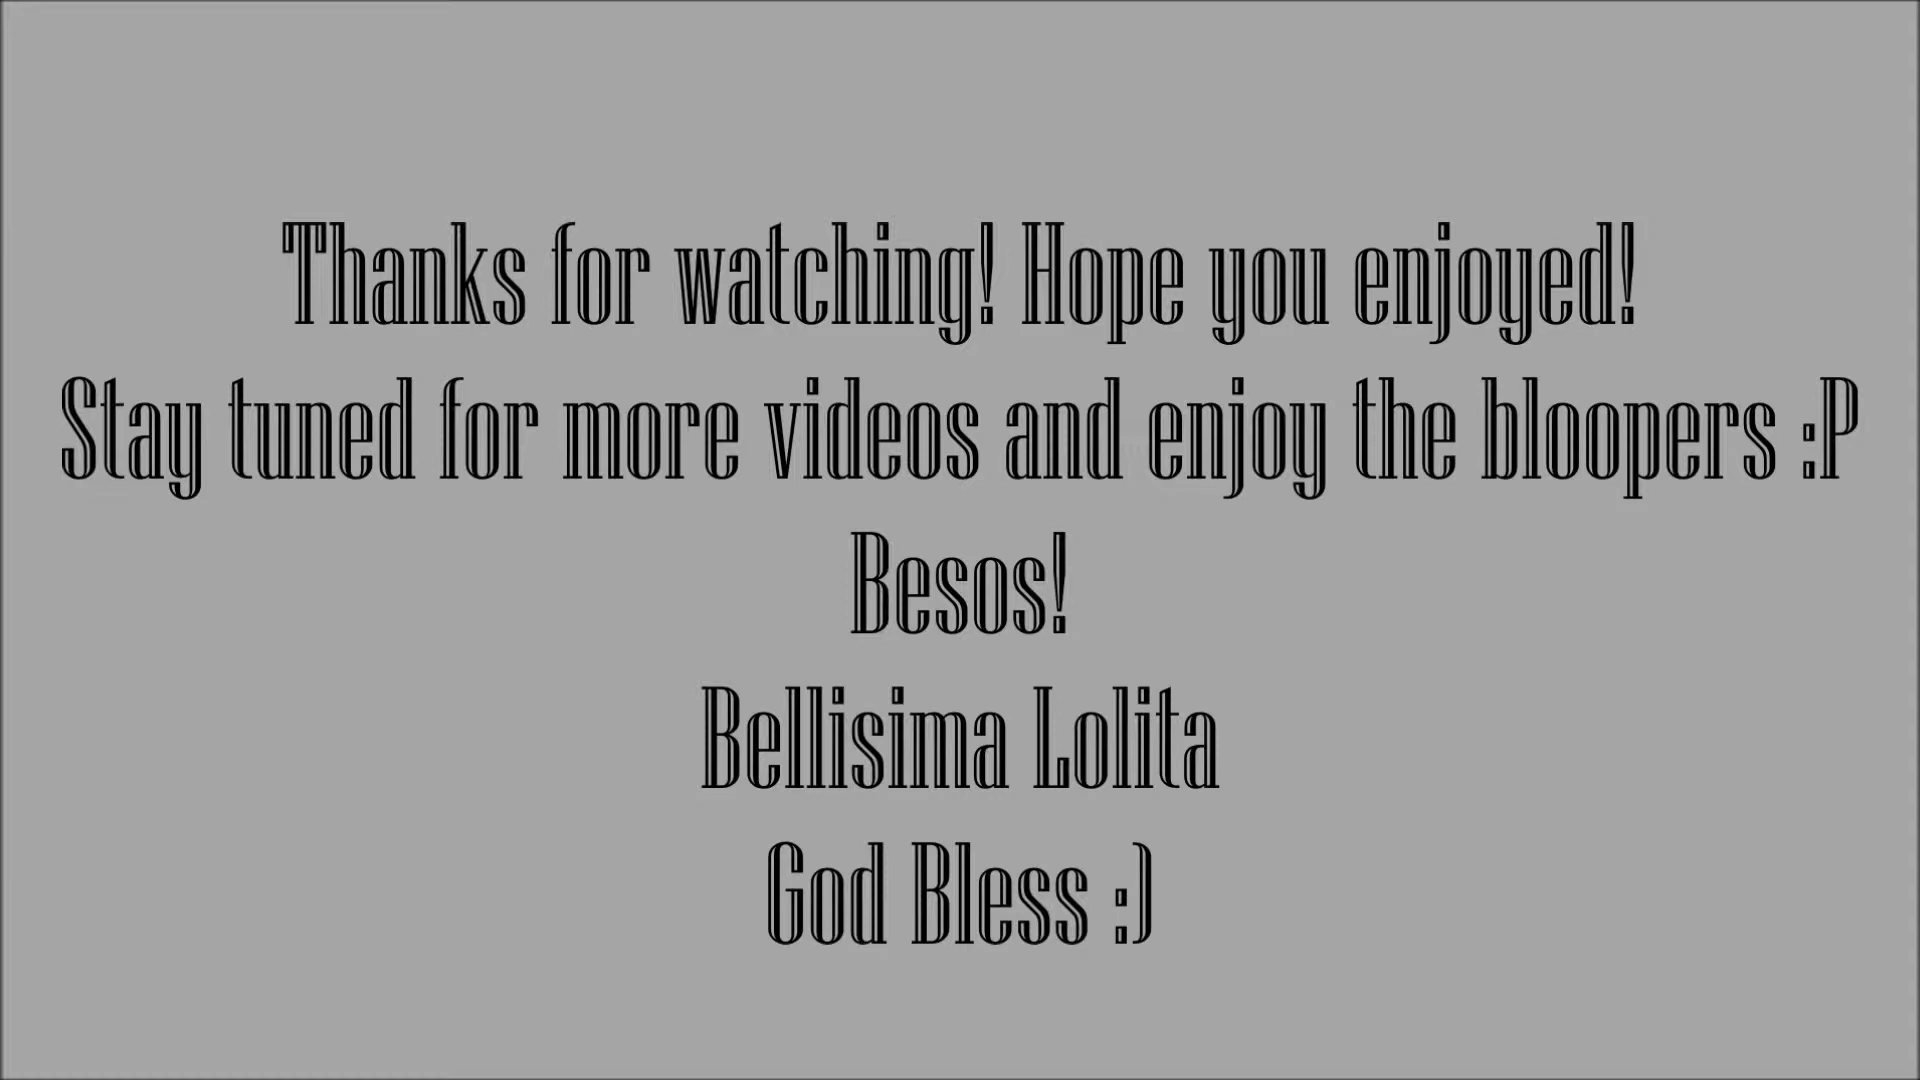 Thanks for watching! Hope you enjoyed!
Stay tuned for more videos and enjoy the bloopers :P
Besos!
Bellisima Lolita
God Bless :)